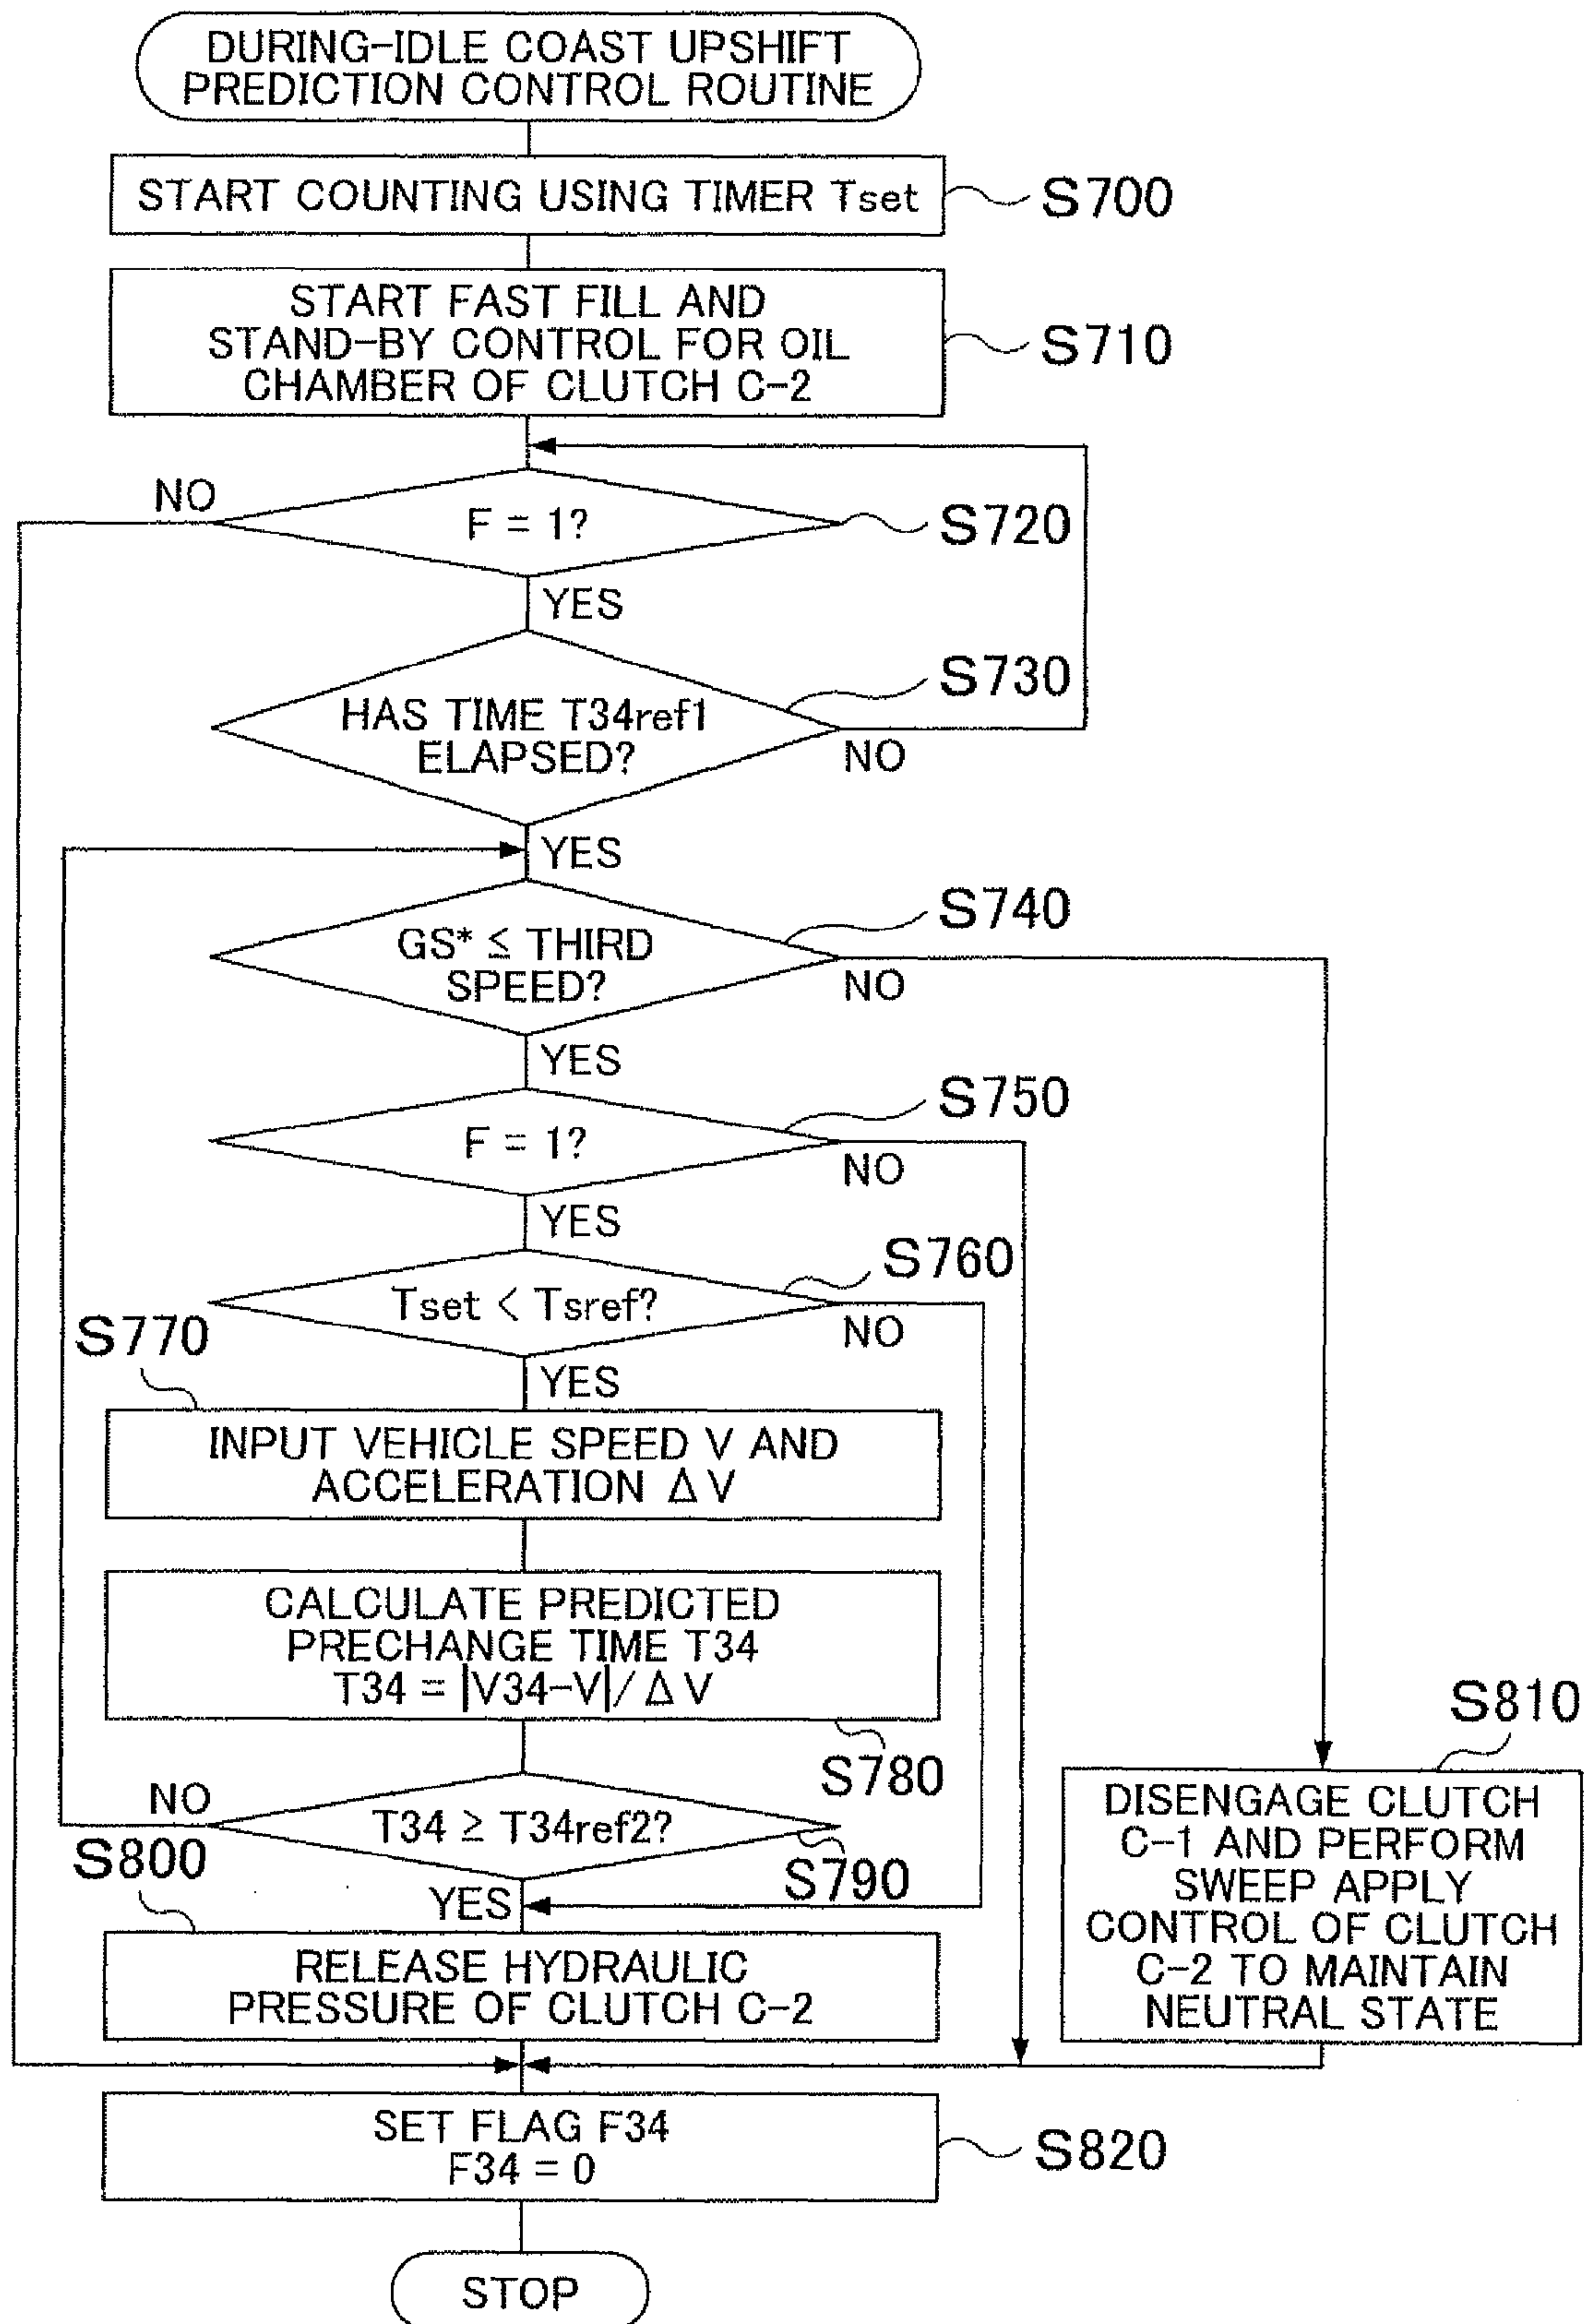 DURING-IDLE COAST UPSHIFT
PREDICTION CONTROL ROUTINE
START COUNTING USING TIMER Tset
S700
START FAST FILL AND
STAND-BY CONTROL FOR OIL
CHAMBER OF CLUTCH C-2
S710
NO
F = 1?
S720
YES
S730
HAS TIME T34ref1
ELAPSED?
NO
YES
S740
GS* ≤ THIRD
SPEED?
NO
YES
S750
F = 1?
NO
YES
S760
Tset < Tsref?
NO
S770
YES
INPUT VEHICLE SPEED V AND
ACCELERATION ΔV
CALCULATE PREDICTED
PRECHANGE TIME T34
T34 = |V34-V|/ΔV
S780
NO
T34 ≥ T34ref2?
S790
S800
YES
RELEASE HYDRAULIC
PRESSURE OF CLUTCH C-2
S810
DISENGAGE CLUTCH
C-1 AND PERFORM
SWEEP APPLY
CONTROL OF CLUTCH
C-2 TO MAINTAIN
NEUTRAL STATE
SET FLAG F34
F34 = 0
S820
STOP